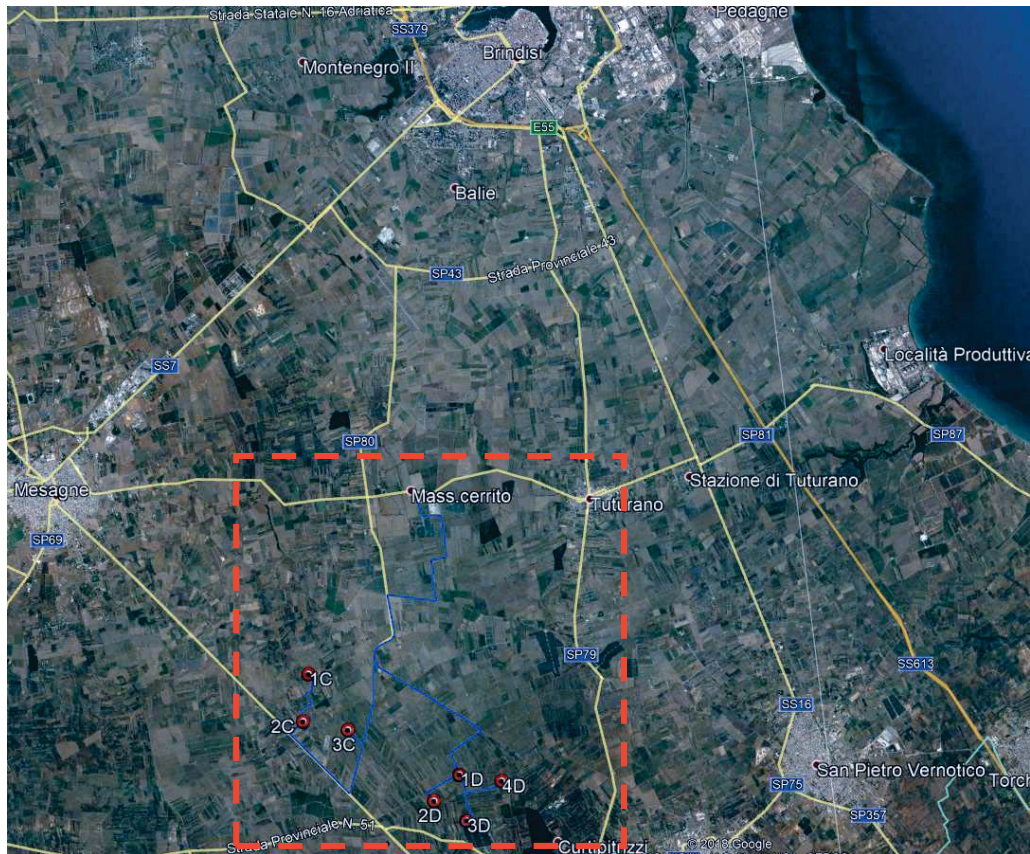 Strada Statale N. 16 Adriatica
Pedagne
SS379
Brindisi
Montenegro II
E55
Balie
SP43
Strada Provinciale 43
Località Produttiva
SS7
SP80
SP81
SP87
Mesagne
Mass.cerrito
Stazione di Tuturano
Tuturano
SP69
SP79
SS613
1C
SS16
2C
3C
1D
4D
San Pietro Vernotico
Torch
2D
SP75
3D
SP357
Strada Provinciale N. 51
Curtipitrizzi
© 2018 Google